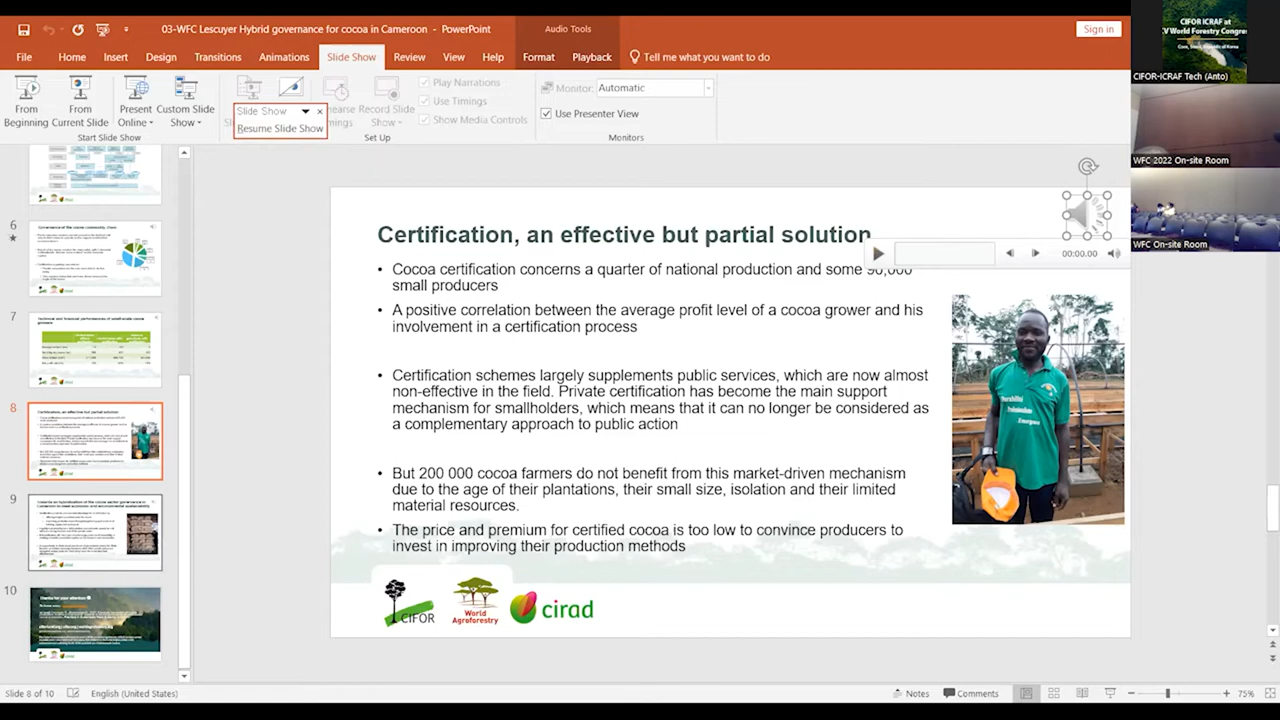 03-WFC Lescuyer Hybrid governance for cocoa in Cameroon - PowerPoint
Audio Tools
Sign in
File Home Insert Design Transitions Animations Slide Show Review View Help Format Playback Tell me what you want to do
From Beginning
From Current Slide
Present Online
Custom Slide Show
Start Slide Show
Slide Show
Resume Slide Show
Record Slide Show
Set Up
Play Narrations
Use Timings
Show Media Controls
Monitor: Automatic
Use Presenter View
Monitors
CIFOR ICRAF at
V World Forestry Congres
CIFOR-ICRAF Tech (Anto)
WFC-2022 On-site Room
WFC On-site Room
6
7
8
9
10
Certification, an effective but partial solution
00:00.00
• Cocoa certification concerns a quarter of national production and some 90,000
small producers
• A positive correlation between the average profit level of a cocoa grower and his
involvement in a certification process
• Certification schemes largely supplements public services, which are now almost
non-effective in the field. Private certification has become the main support
mechanism for smallholders, which means that it can no longer be considered as
a complementary approach to public action
• But 200 000 cocoa farmers do not benefit from this market-driven mechanism
due to the age of their plantations, their small size, isolation and their limited
material resources.
• The price and premium for certified cocoa is too low to convince producers to
invest in improving their production methods
CIFOR
World
Agroforestry
cirad
Slide 8 of 10
English (United States)
Notes
Comments
75%